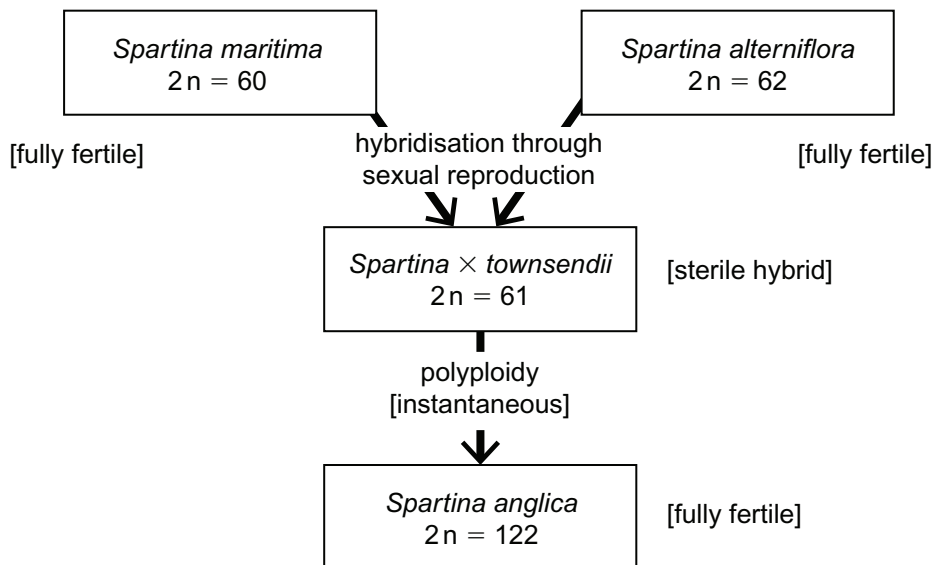 Spartina maritima
2n = 60
Spartina alterniflora
2n = 62
[fully fertile]
hybridisation through
sexual reproduction
[fully fertile]
Spartina × townsendii
2n = 61
[sterile hybrid]
polyploidy
[instantaneous]
Spartina anglica
2n = 122
[fully fertile]